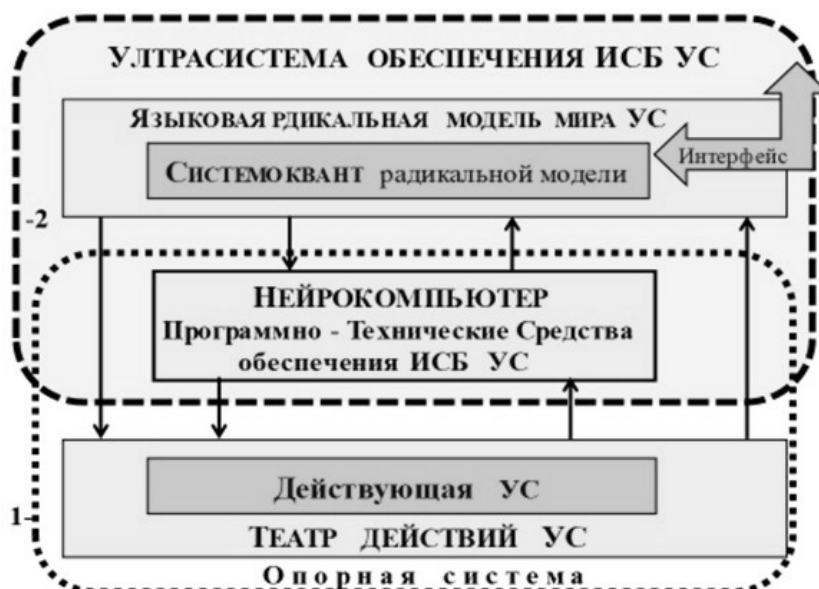 УЛТРАСИСТЕМА ОБЕСПЕЧЕНИЯ ИСБ УС
ЯЗЫКОВАЯ РДИКАЛЬНАЯ МОДЕЛЬ МИРА УС
Интерфейс
СИСТЕМОКВАНТ радикальной модели
-2
НЕЙРОКОМПЬЮТЕР
Программно - Технические Средства
обеспечения ИСБ УС
Действующая УС
1-
ТЕАТР ДЕЙСТВИЙ УС
Опорная система